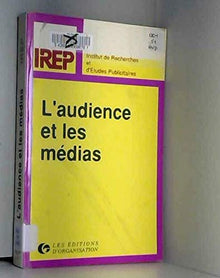 IREP
Institut de Recherches
et
d'Études Publicitaires
L'audience
et les
médias
LES EDITIONS
D'ORGANISATION
L'audience et les médias